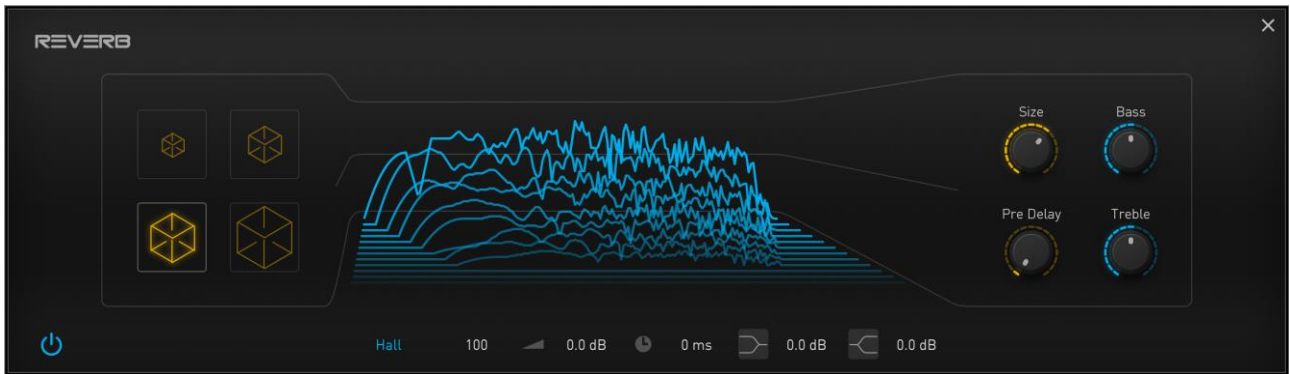 REVERB
Size
Bass
Pre Delay
Treble
Hall 100 0.0 dB 0 ms 0.0 dB 0.0 dB